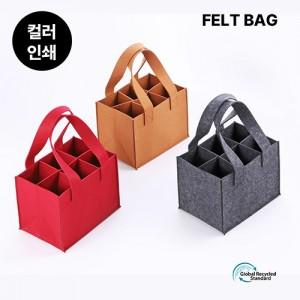 컬러
인쇄
FELT BAG
Global Recycled
Standard